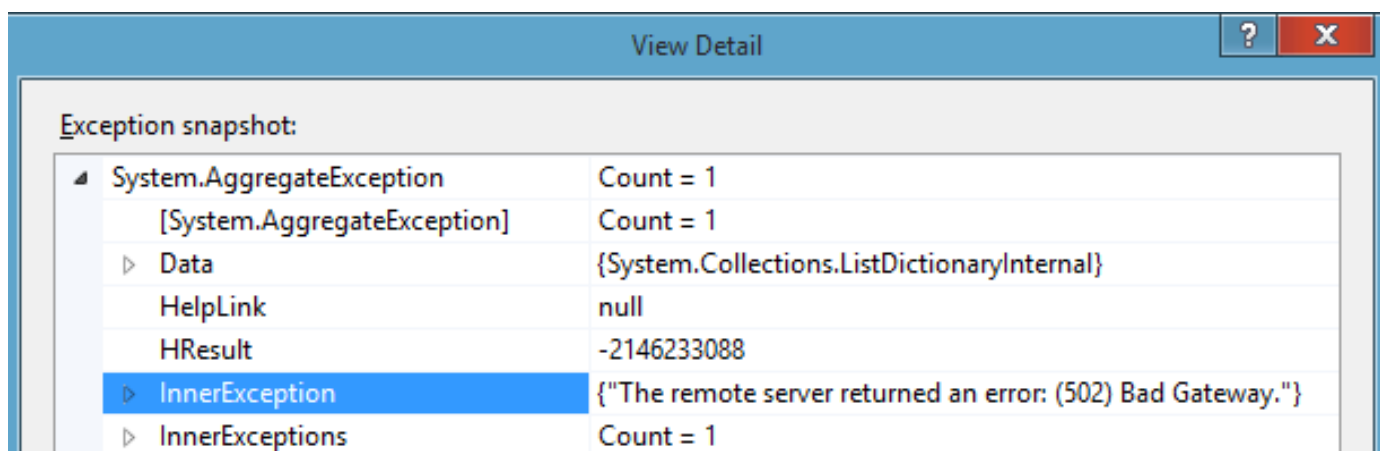 View Detail
?
x
Exception snapshot:
System.AggregateException Count = 1
[System.AggregateException] Count = 1
Data {System.Collections.ListDictionaryInternal}
HelpLink null
HResult -2146233088
InnerException {"The remote server returned an error: (502) Bad Gateway."}
InnerExceptions Count = 1